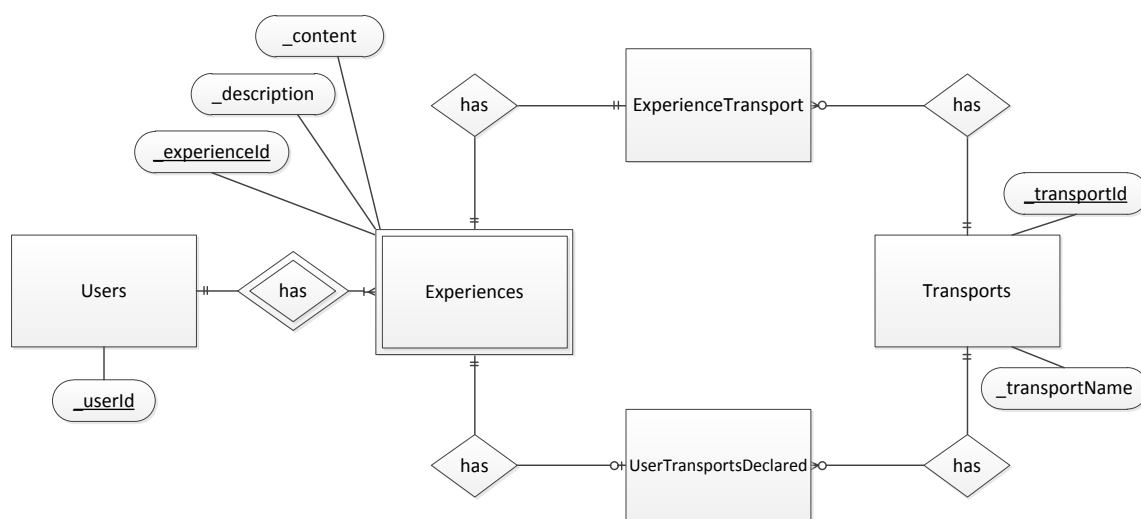 _content
_description
_experienceId
has
ExperienceTransport
has
_transportId
Users
has
Experiences
Transports
_userId
_transportName
has
UserTransportsDeclared
has